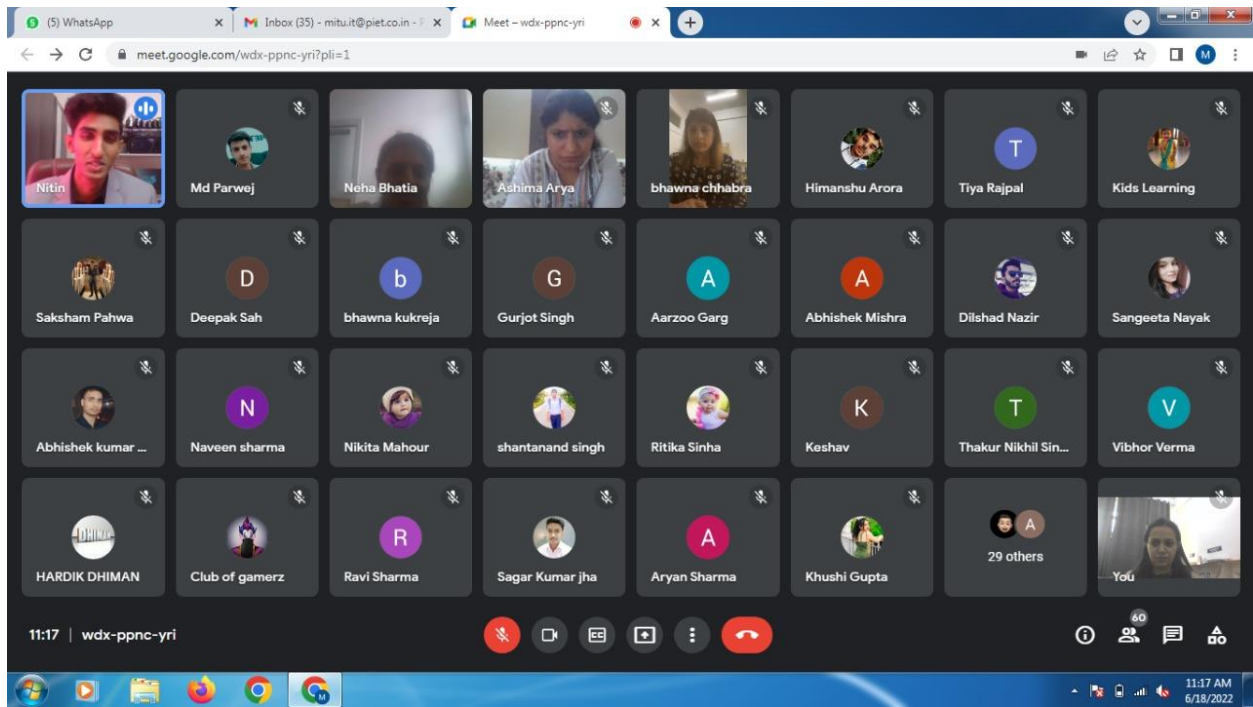 (5) WhatsApp
Inbox (35) - mitu.it@piet.co.in - P
Meet – wdx-ppnc-yri
meet.google.com/wdx-ppnc-yri?pli=1
M
Nitin
Md Parwej
Neha Bhatia
Ashima Arya
bhawna chhabra
Himanshu Arora
T
Tiya Rajpal
Kids Learning
Saksham Pahwa
D
Deepak Sah
b
bhawna kukreja
G
Gurjot Singh
A
Aarzoo Garg
A
Abhishek Mishra
Dilshad Nazir
Sangeeta Nayak
Abhishek kumar ...
N
Naveen sharma
Nikita Mahour
shantanand singh
Ritika Sinha
K
Keshav
T
Thakur Nikhil Sin...
V
Vibhor Verma
DHIMAN
HARDIK DHIMAN
Club of gamerz
R
Ravi Sharma
Sagar Kumar jha
A
Aryan Sharma
Khushi Gupta
A
29 others
You
11:17 | wdx-ppnc-yri
CC
60
M
11:17 AM
6/18/2022